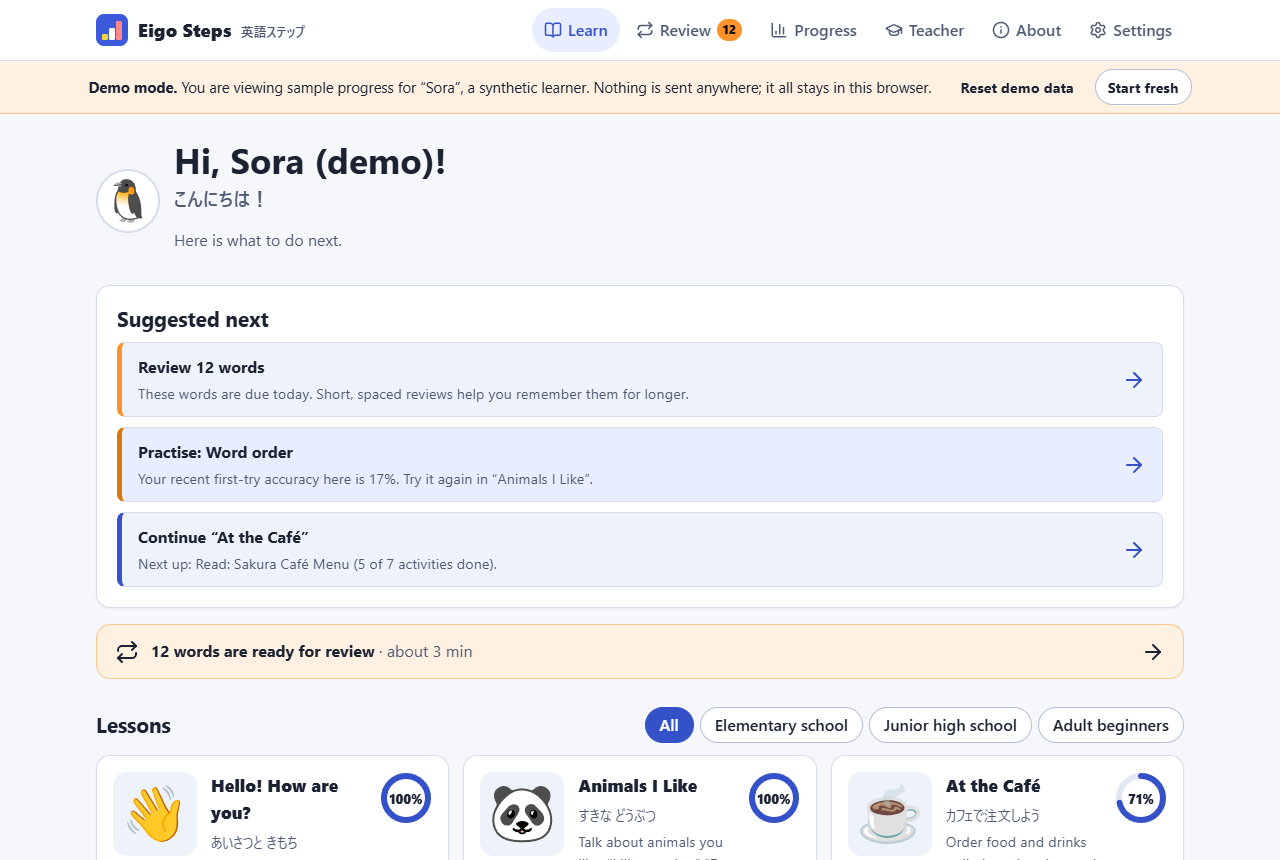 Eigo Steps 英語ステップ
Learn
Review 12
Progress
Teacher
About
Settings
Demo mode. You are viewing sample progress for “Sora”, a synthetic learner. Nothing is sent anywhere; it all stays in this browser.
Reset demo data
Start fresh
Hi, Sora (demo)!
こんにちは！
Here is what to do next.
Suggested next
Review 12 words
These words are due today. Short, spaced reviews help you remember them for longer.
Practise: Word order
Your recent first-try accuracy here is 17%. Try it again in “Animals I Like”.
Continue “At the Café”
Next up: Read: Sakura Café Menu (5 of 7 activities done).
12 words are ready for review · about 3 min
Lessons
All
Elementary school
Junior high school
Adult beginners
Hello! How are
you?
あいさつと きもち
100%
Animals I Like
すきな どうぶつ
Talk about animals you
100%
At the Café
カフェで注文しよう
Order food and drinks
71%